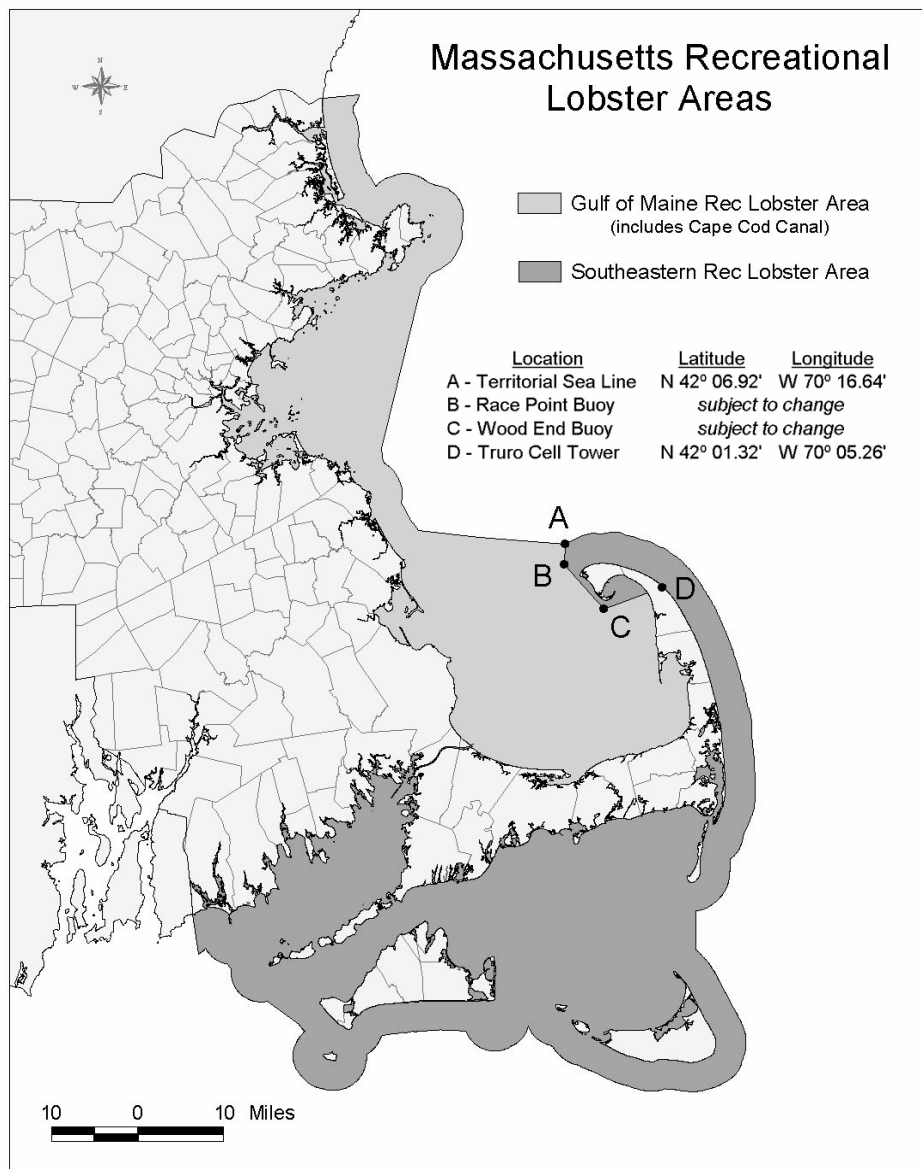 Massachusetts Recreational
Lobster Areas
N
W E
S
Gulf of Maine Rec Lobster Area
(includes Cape Cod Canal)
Southeastern Rec Lobster Area
Location Latitude Longitude
A - Territorial Sea Line N 42º 06.92' W 70º 16.64'
B - Race Point Buoy subject to change
C - Wood End Buoy subject to change
D - Truro Cell Tower N 42º 01.32' W 70º 05.26'
A
B
D
C
10 0 10 Miles